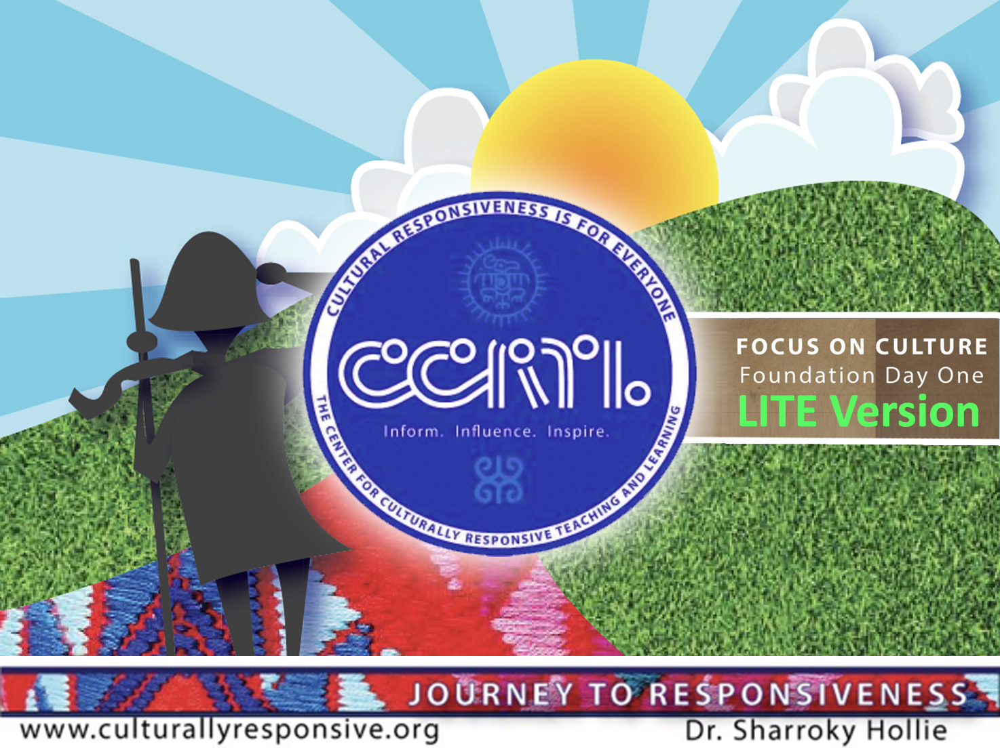 CULTURAL RESPONSIVENESS IS FOR EVERYONE
CCRTL
Inform. Influence. Inspire.
THE CENTER FOR CULTURALLY RESPONSIVE TEACHING AND LEARNING
FOCUS ON CULTURE
Foundation Day One
LITE Version
JOURNEY TO RESPONSIVENESS
www.culturallyresponsive.org
Dr. Sharroky Hollie